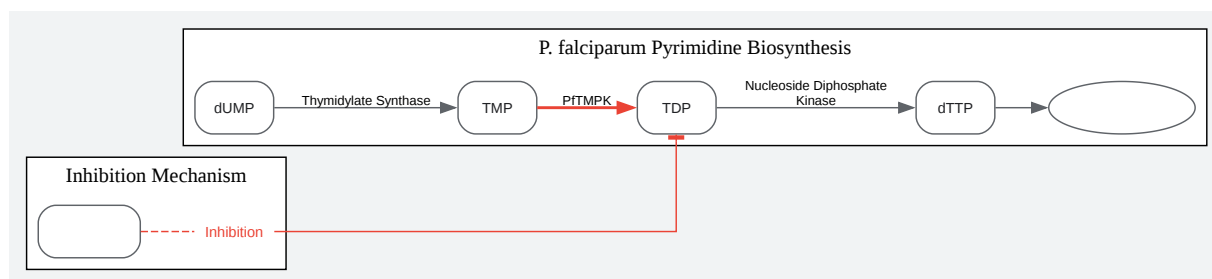 P. falciparum Pyrimidine Biosynthesis
dUMP
Thymidylate Synthase
TMP
PfTMPK
TDP
Nucleoside Diphosphate
Kinase
dTTP
Inhibition Mechanism
Inhibition